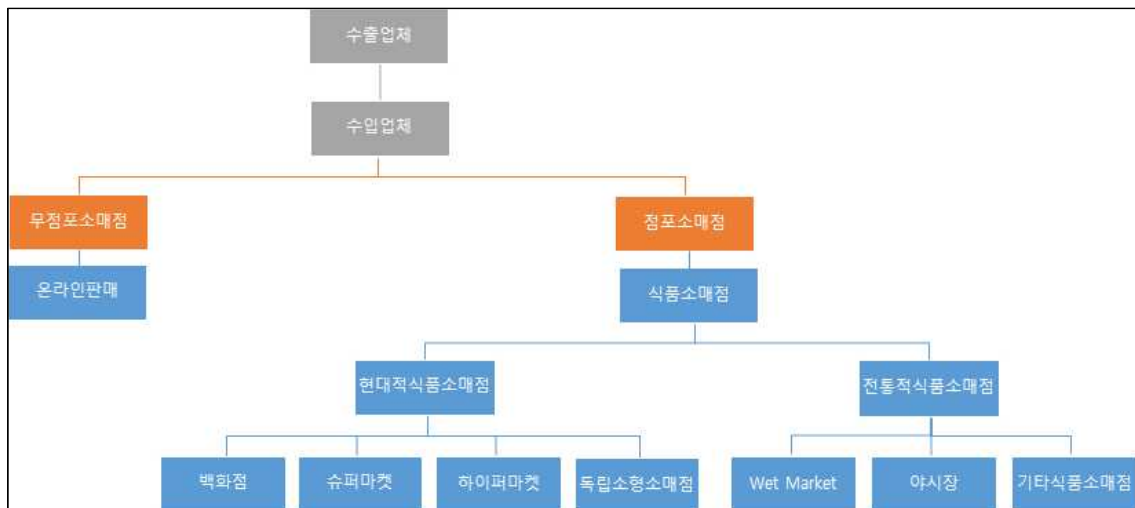 수출업체
수입업체
무점포소매점
점포소매점
온라인판매
식품소매점
현대적식품소매점
전통적식품소매점
백화점
슈퍼마켓
하이퍼마켓
독립소형소매점
Wet Market
야시장
기타식품소매점